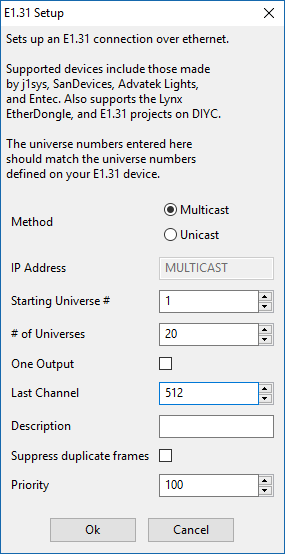 E1.31 Setup
Sets up an E1.31 connection over ethernet.
Supported devices include those made
by j1sys, SanDevices, Advatek Lights,
and Entec. Also supports the Lynx
EtherDongle, and E1.31 projects on DIYC.
The universe numbers entered here
should match the universe numbers
defined on your E1.31 device.
Method
Multicast
Unicast
IP Address MULTICAST
Starting Universe # 1
# of Universes 20
One Output
Last Channel 512
Description
Suppress duplicate frames
Priority 100
Ok Cancel